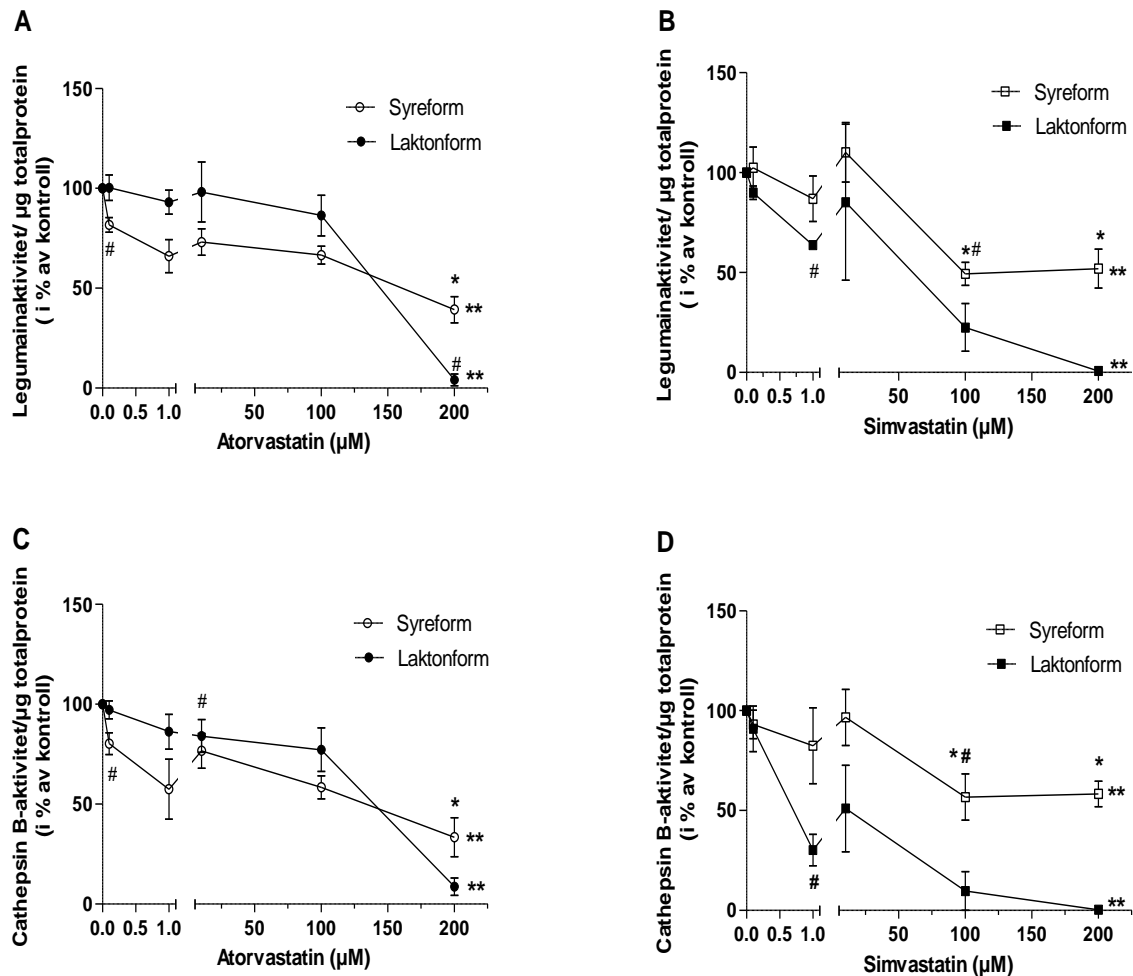 A
Legumainaktivitet/ µg totalprotein
( i % av kontroll)
150
100
50
0
Syreform
Laktonform
#
*
**
#
**
0.0 0.5 1.0 50 100 150 200
Atorvastatin (µM)
B
Legumainaktivitet/ µg totalprotein
( i % av kontroll)
150
100
50
0
Syreform
Laktonform
#
*#
*
**
**
0.0 0.5 1.0 50 100 150 200
Simvastatin (µM)
C
Cathepsin B-aktivitet/µg totalprotein
(i % av kontroll)
150
100
50
0
Syreform
Laktonform
#
#
*
**
**
0.0 0.5 1.0 50 100 150 200
Atorvastatin (µM)
D
Cathepsin B-aktivitet/µg totalprotein
(i % av kontroll)
150
100
50
0
Syreform
Laktonform
#
*#
*
**
**
0.0 0.5 1.0 50 100 150 200
Simvastatin (µM)